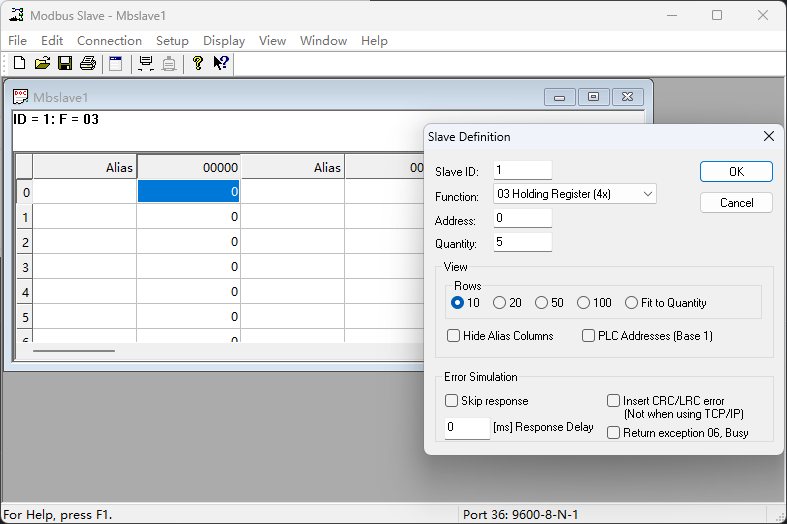 Modbus Slave - Mbslave1
File Edit Connection Setup Display View Window Help
Mbslave1
ID = 1: F = 03
Alias 00000 Alias 00
0 0
1 0
2 0
3 0
4 0
5 0
6 0
Slave Definition
Slave ID: 1 OK
Function: 03 Holding Register (4x) Cancel
Address: 0
Quantity: 5
View
Rows
10 20 50 100 Fit to Quantity
Hide Alias Columns PLC Addresses (Base 1)
Error Simulation
Skip response Insert CRC/LRC error
(Not when using TCP/IP)
0 [ms] Response Delay
Return exception 06, Busy
For Help, press F1. Port 36: 9600-8-N-1